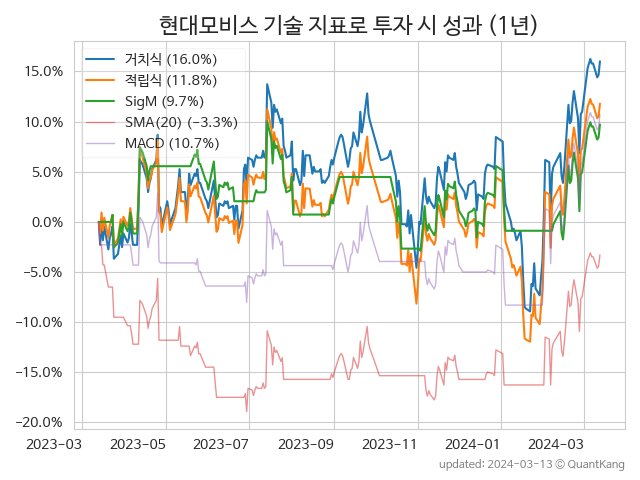 현대모비스 기술 지표로 투자 시 성과 (1년)
거치식 (16.0%)
적립식 (11.8%)
SigM (9.7%)
SMA(20) (−3.3%)
MACD (10.7%)
15.0%
10.0%
5.0%
0.0%
−5.0%
−10.0%
−15.0%
−20.0%
2023-03
2023-05
2023-07
2023-09
2023-11
2024-01
2024-03
updated: 2024-03-13 © QuantKang